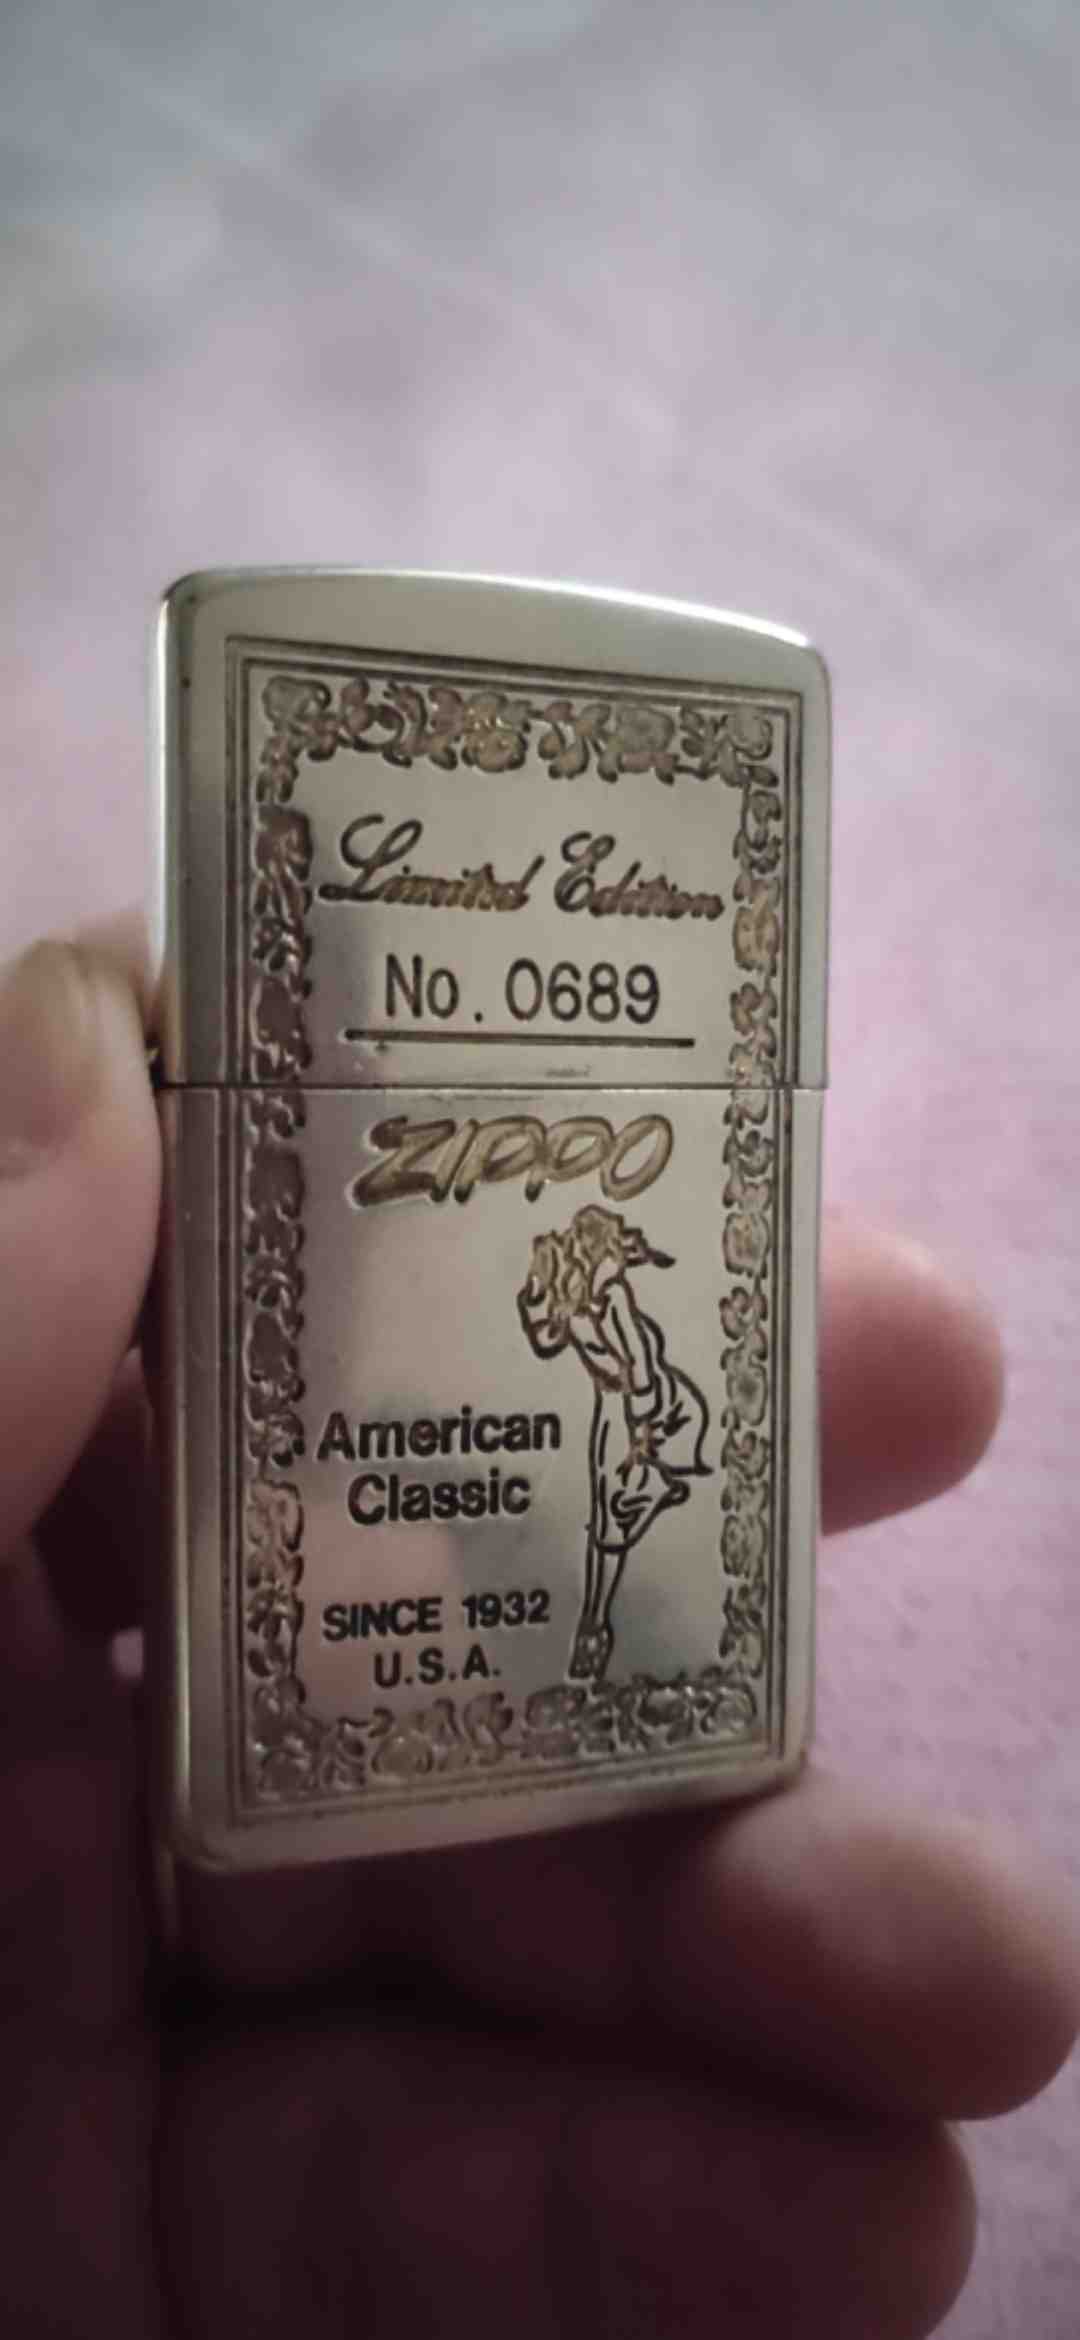 Limited Edition
No. 0689
ZIPPO
American
Classic
SINCE 1932
U.S.A.